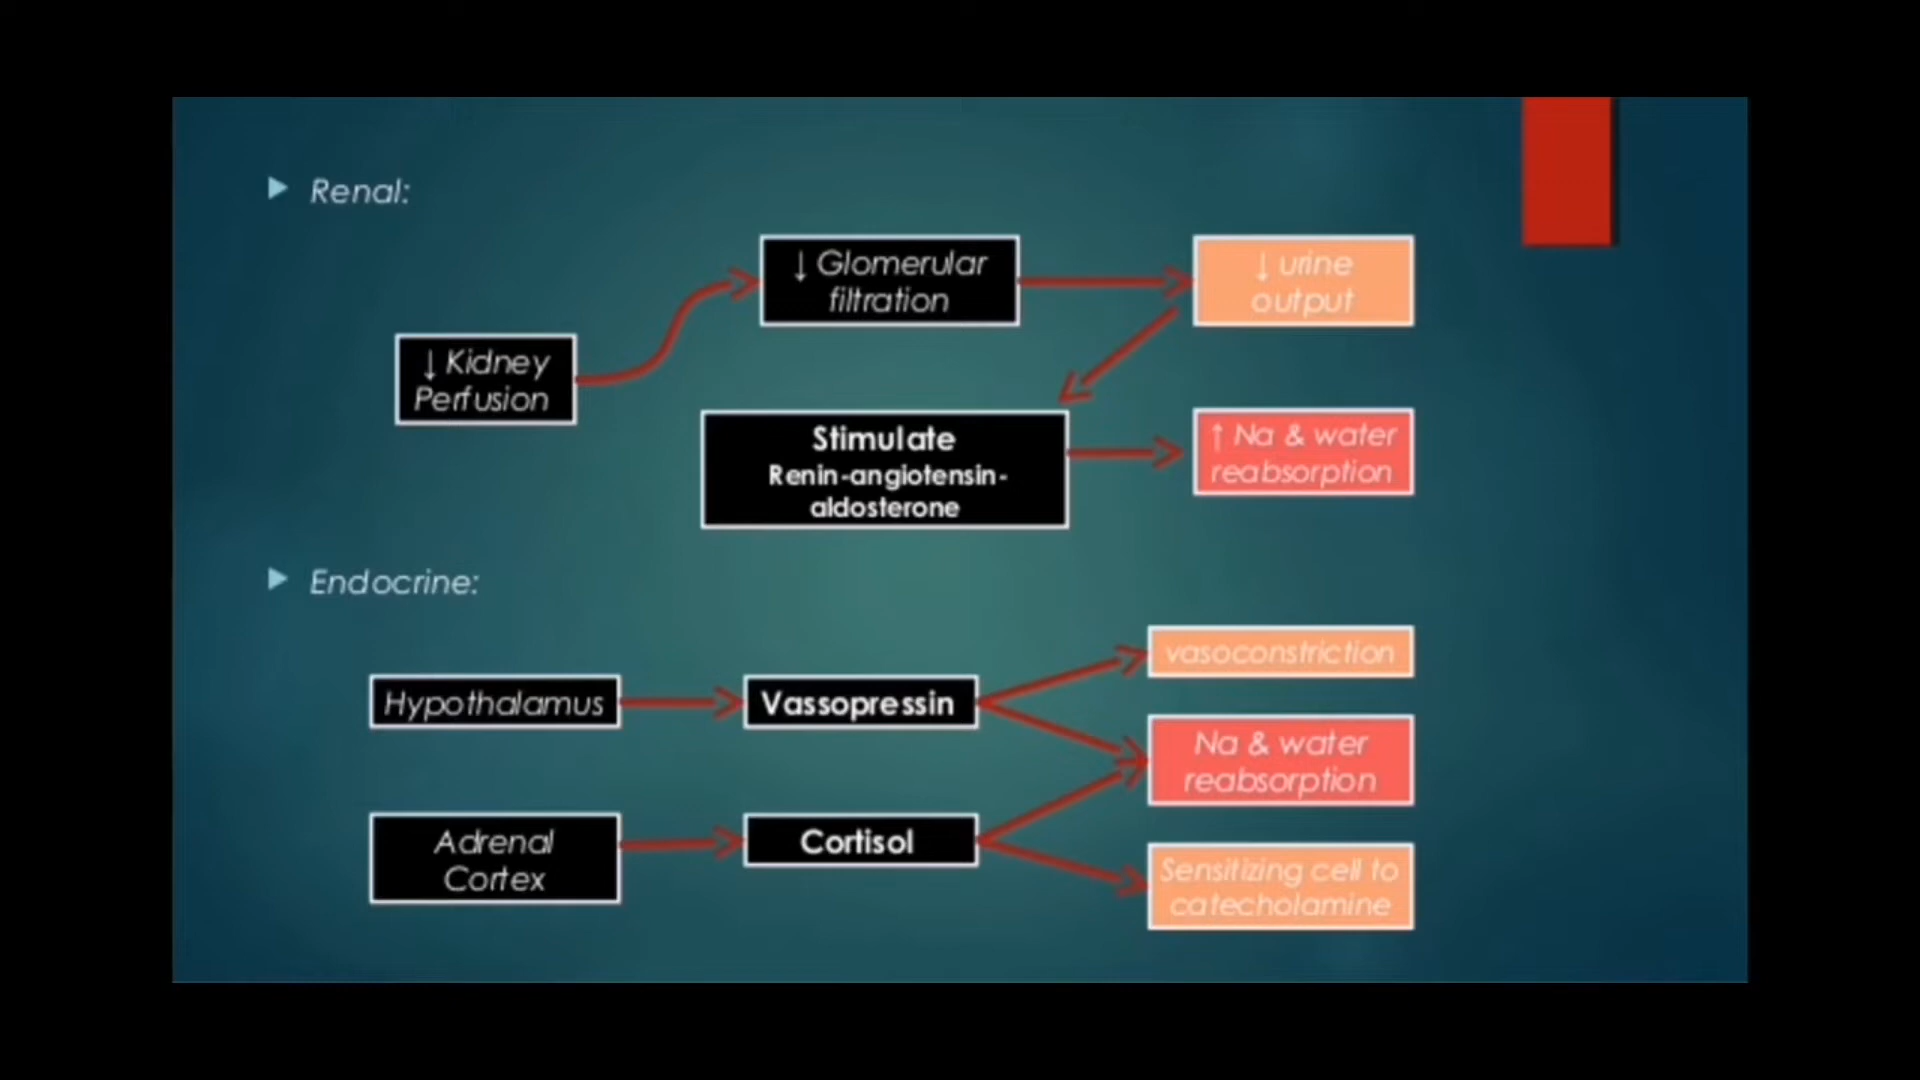 Renal:
↓ Glomerular
filtration
↓ urine
output
↓ Kidney
Perfusion
Stimulate
Renin-angiotensin-
aldosterone
↑ Na & water
reabsorption
Endocrine:
Hypothalamus
Vassopressin
vasoconstriction
Na & water
reabsorption
Adrenal
Cortex
Cortisol
Sensitizing cell to
catecholamine